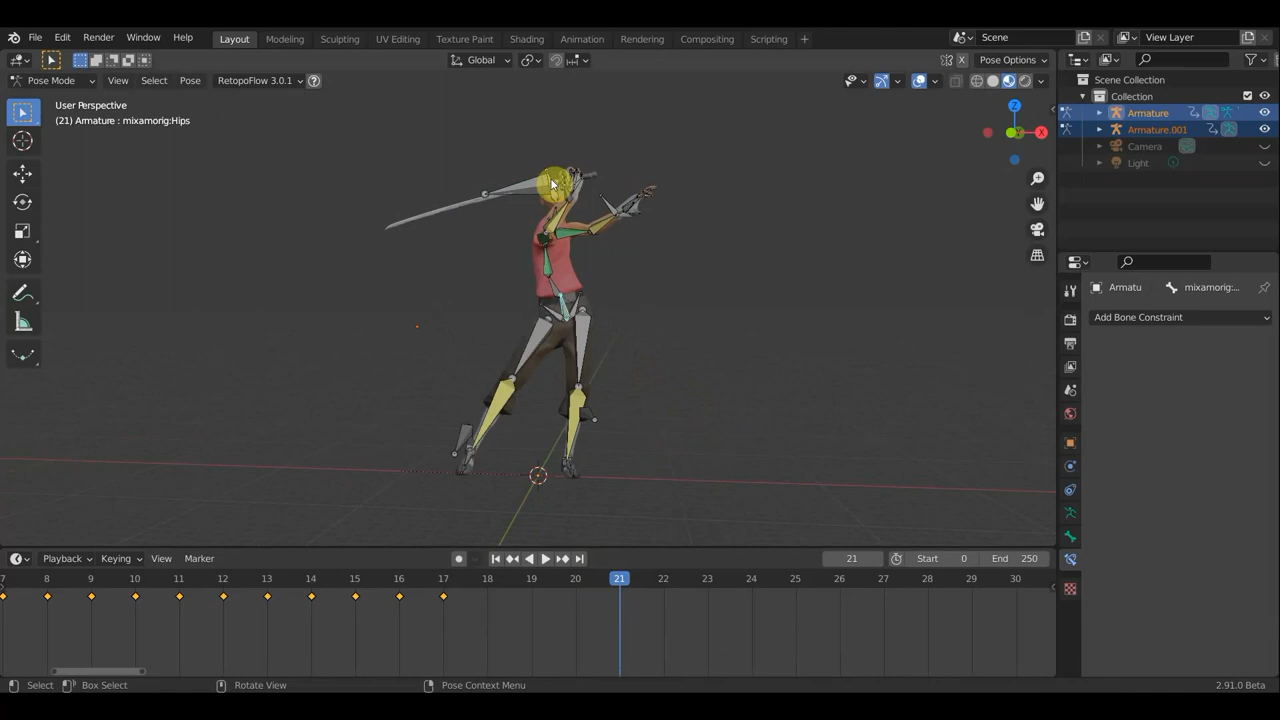 File Edit Render Window Help
Layout Modeling Sculpting UV Editing Texture Paint Shading Animation Rendering Compositing Scripting +
Scene
View Layer
Global
Pose Options
Pose Mode View Select Pose RetopoFlow 3.0.1
User Perspective
(21) Armature : mixamorig:Hips
Scene Collection
Collection
Armature
Armature.001
Camera
Light
Armatu mixamorig:...
Add Bone Constraint
Playback Keying View Marker
21 Start 0 End 250
7 8 9 10 11 12 13 14 15 16 17 18 19 20 21 22 23 24 25 26 27 28 29 30
Select Box Select Rotate View Pose Context Menu 2.91.0 Beta